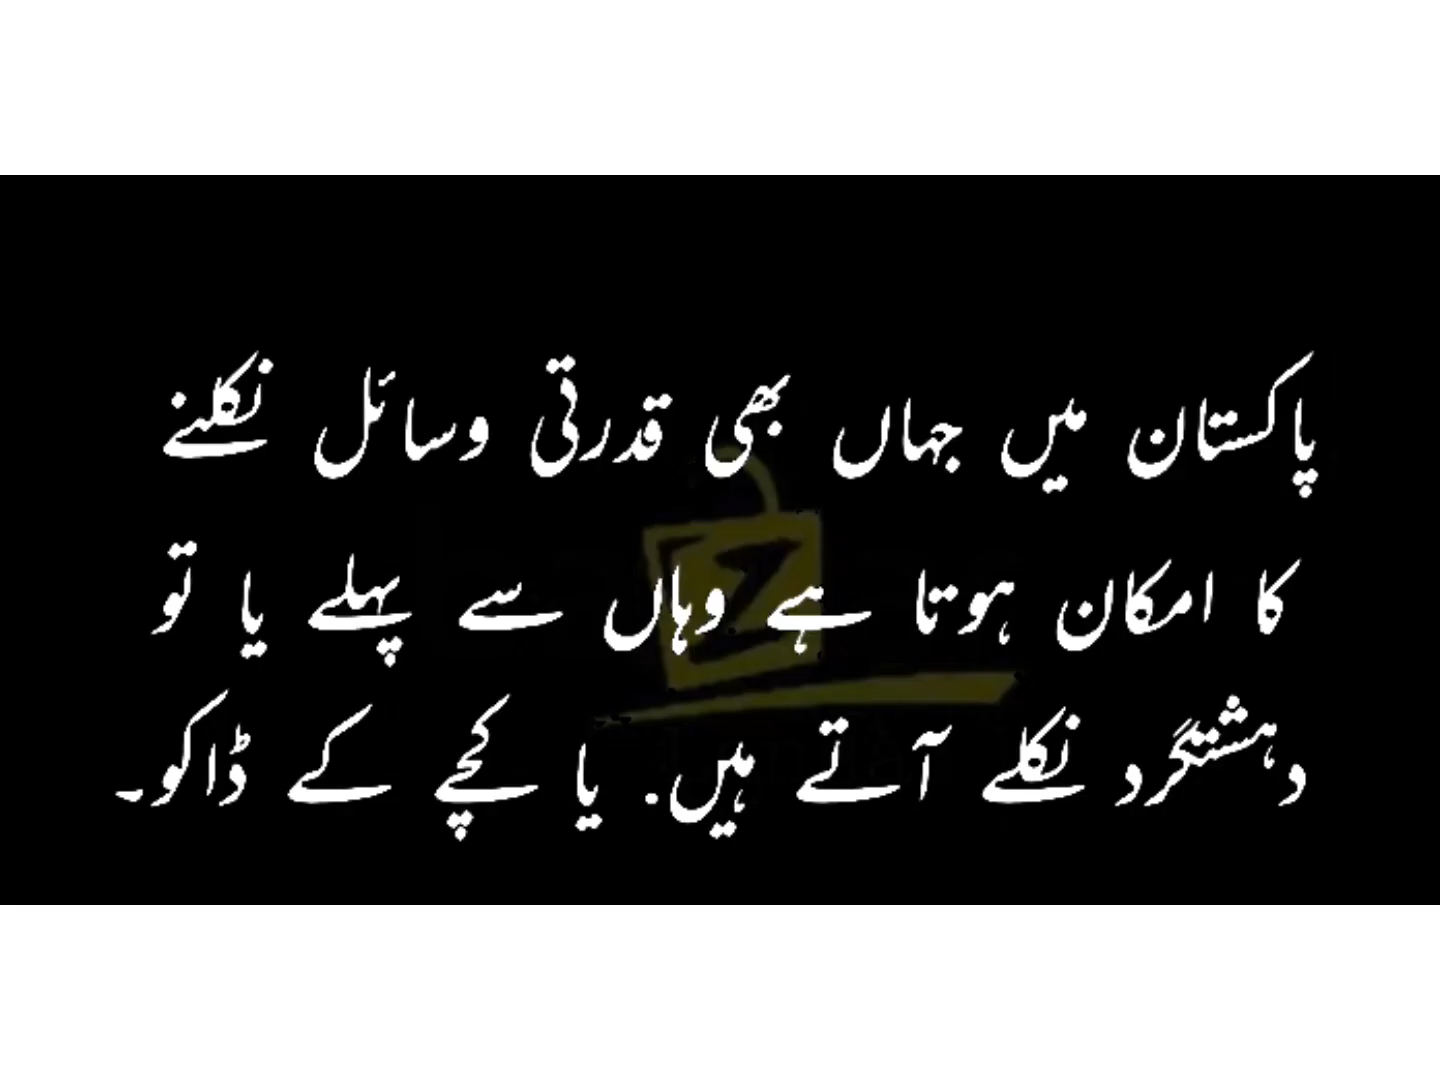 پاکستان میں جہاں بھی قدرتی وسائل نکلنے
کا امکان ہوتا ہے وہاں سے پہلے یا تو
دہشتگرد نکلے آتے ہیں. یا کچے کے ڈاکو۔